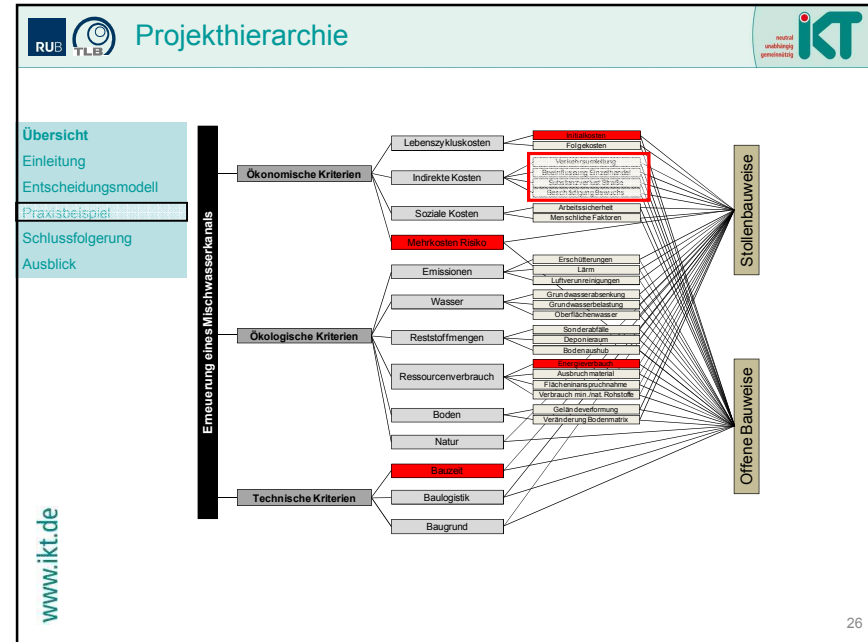 RUB
TLB
Projekthierarchie
neutral
unabhängig
gemeinnützig
iKT
Übersicht
Einleitung
Entscheidungsmodell
Praxisbeispiel
Schlussfolgerung
Ausblick
Erneuerung eines Mischwasserkanals
Ökonomische Kriterien
Ökologische Kriterien
Technische Kriterien
Lebenszykluskosten
Indirekte Kosten
Soziale Kosten
Mehrkosten Risiko
Emissionen
Wasser
Reststoffmengen
Ressourcenverbrauch
Boden
Natur
Bauzeit
Baulogistik
Baugrund
Initialkosten
Folgekosten
Verkehrsumleitung
Beeinflussung Einzelhandel
Substanzverlust Straße
Beschädigung Bewuchs
Arbeitssicherheit
Menschliche Faktoren
Erschütterungen
Lärm
Luftverunreinigungen
Grundwasserabsenkung
Grundwasserbelastung
Oberflächenwasser
Sonderabfälle
Deponieraum
Bodenaushub
Energieverbrauch
Ausbruchmaterial
Flächeninanspruchnahme
Verbrauch min./nat. Rohstoffe
Geländeverformung
Veränderung Bodenmatrix
Stollenbauweise
Offene Bauweise
www.ikt.de
26